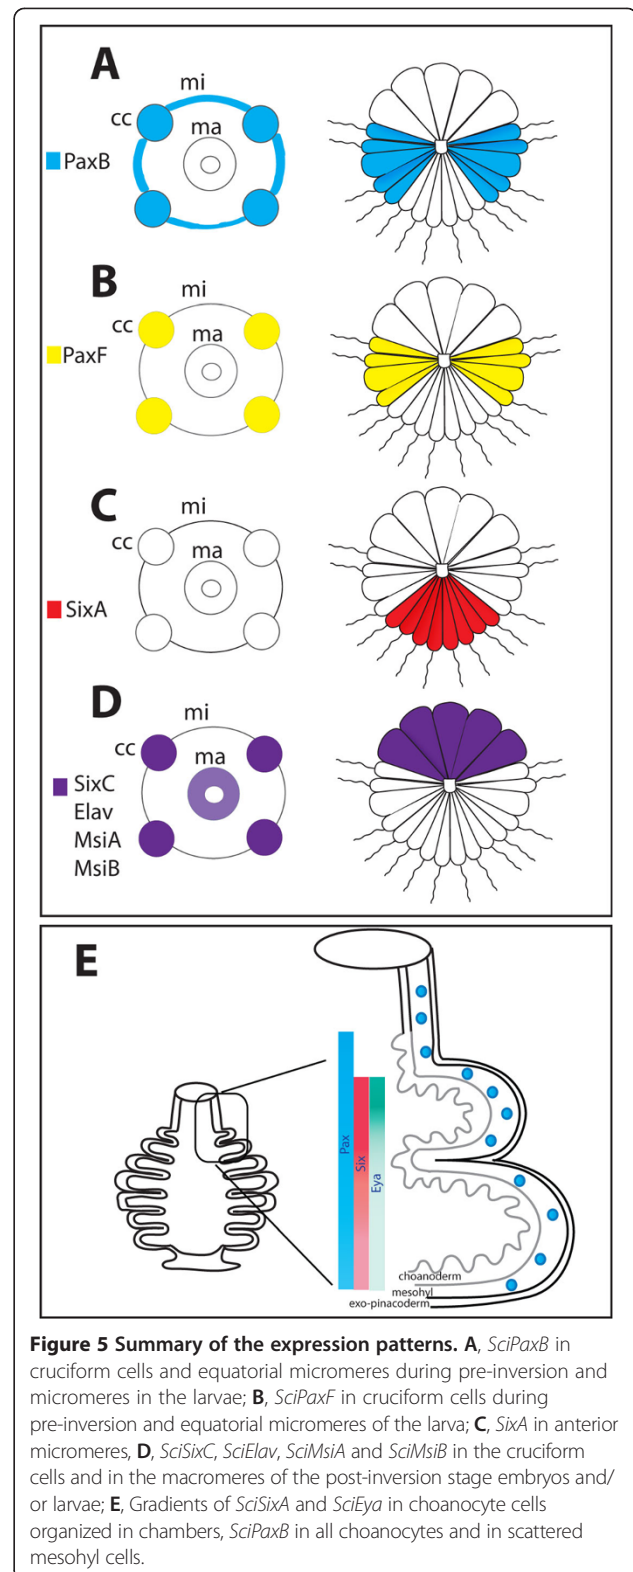 A
mi
cc
ma
PaxB
B
mi
cc
ma
PaxF
C
mi
cc
ma
SixA
D
mi
cc
ma
SixC
Elav
MsiA
MsiB
E
Pax
Six
Eya
choanoderm
mesohyl
exo-pinacoderm
Figure 5 Summary of the expression patterns. A, SciPaxB in
cruciform cells and equatorial micromeres during pre-inversion and
micromeres in the larvae; B, SciPaxF in cruciform cells during
pre-inversion and equatorial micromeres of the larva; C, SixA in anterior
micromeres, D, SciSixC, SciElav, SciMsiA and SciMsiB in the cruciform
cells and in the macromeres of the post-inversion stage embryos and/
or larvae; E, Gradients of SciSixA and SciEya in choanocyte cells
organized in chambers, SciPaxB in all choanocytes and in scattered
mesohyl cells.